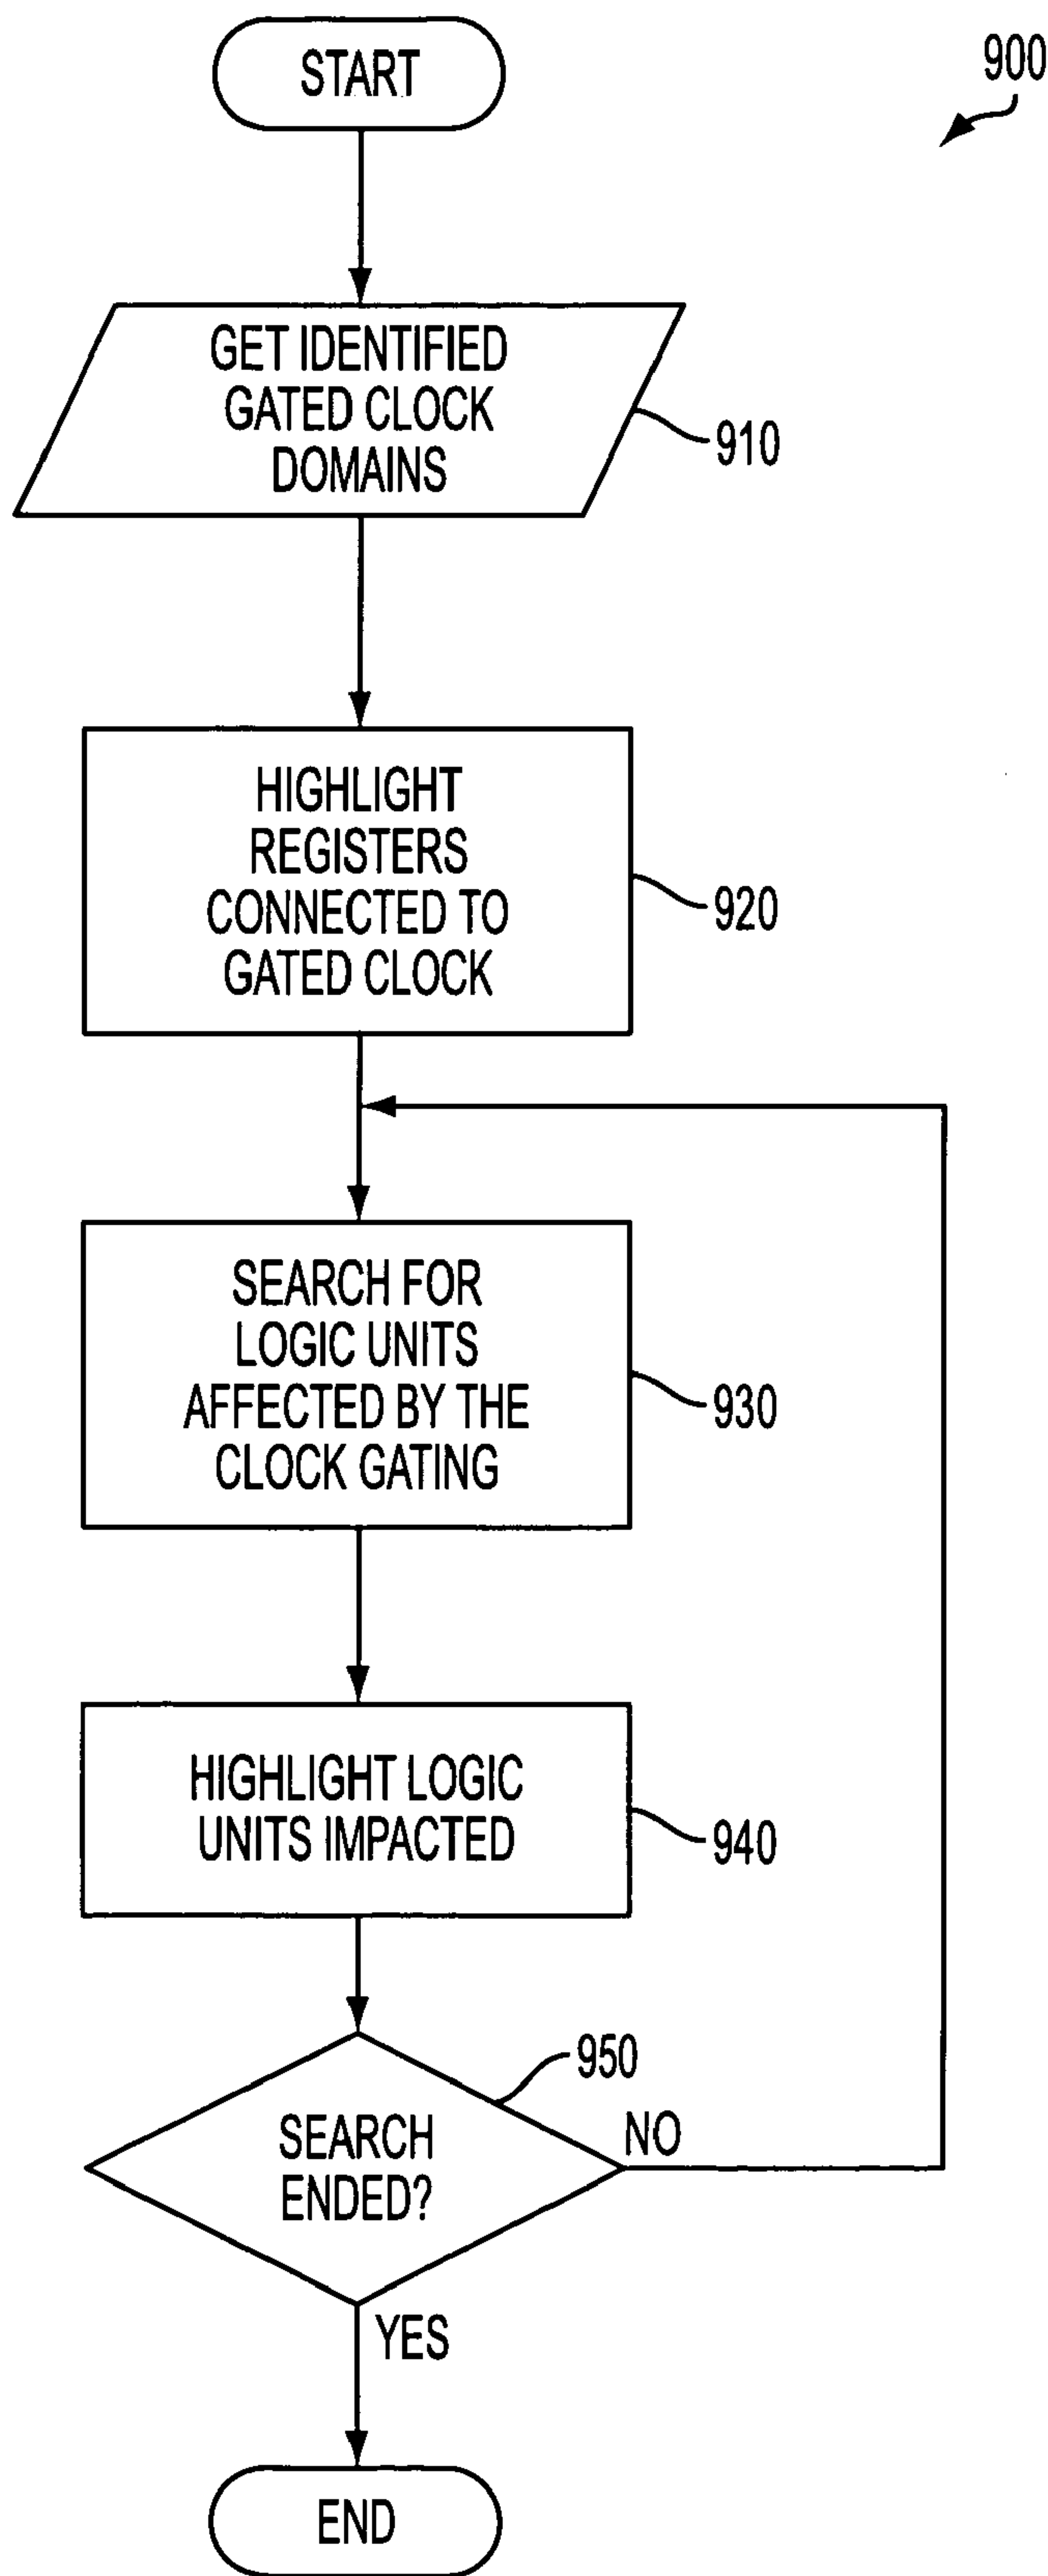 START
900
GET IDENTIFIED
GATED CLOCK
DOMAINS
910
HIGHLIGHT
REGISTERS
CONNECTED TO
GATED CLOCK
920
SEARCH FOR
LOGIC UNITS
AFFECTED BY THE
CLOCK GATING
930
HIGHLIGHT LOGIC
UNITS IMPACTED
940
950
SEARCH
ENDED?
NO
YES
END